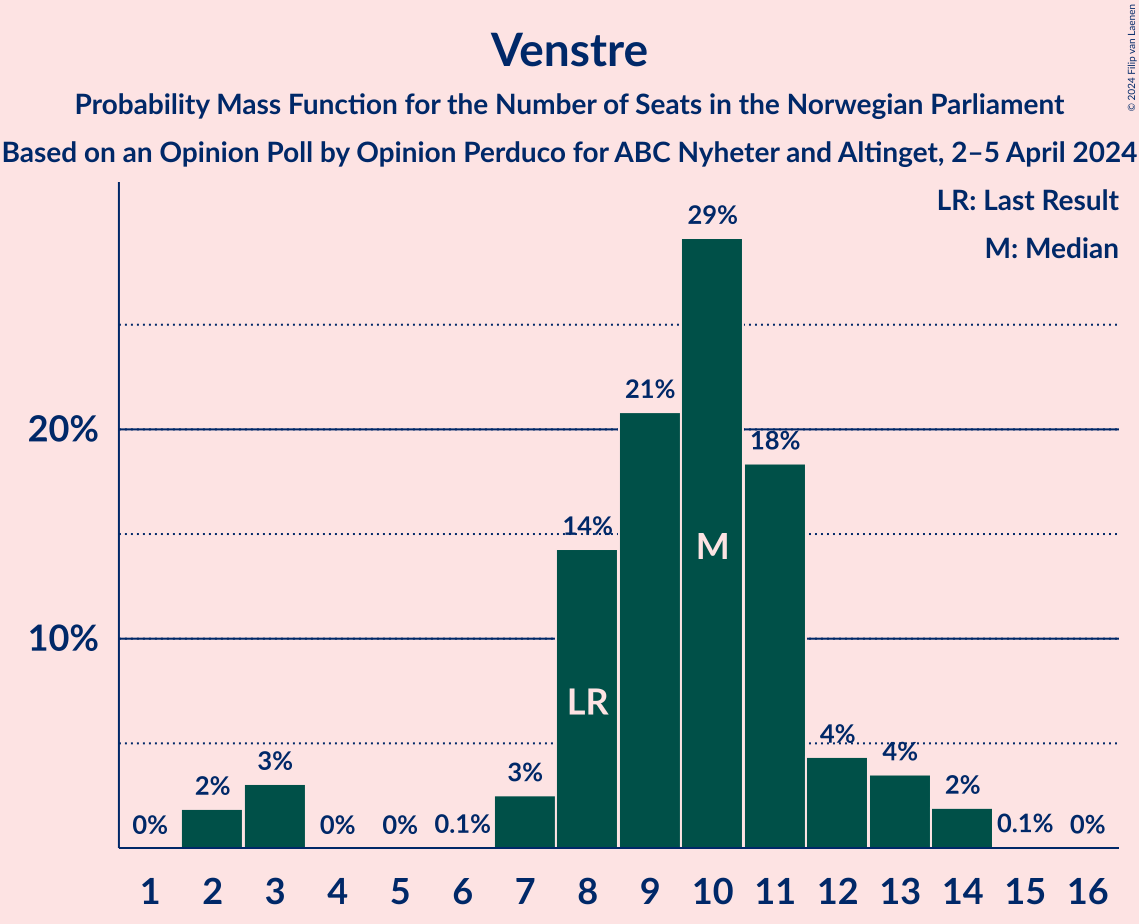 Venstre
Probability Mass Function for the Number of Seats in the Norwegian Parliament
Based on an Opinion Poll by Opinion Perduco for ABC Nyheter and Altinget, 2–5 April 2024
© 2024 Filip van Laenen
LR: Last Result
M: Median
20%
10%
0% 2% 3% 0% 0% 0.1% 3% 14% 21% 29% 18% 4% 4% 2% 0.1% 0%
LR M
1 2 3 4 5 6 7 8 9 10 11 12 13 14 15 16